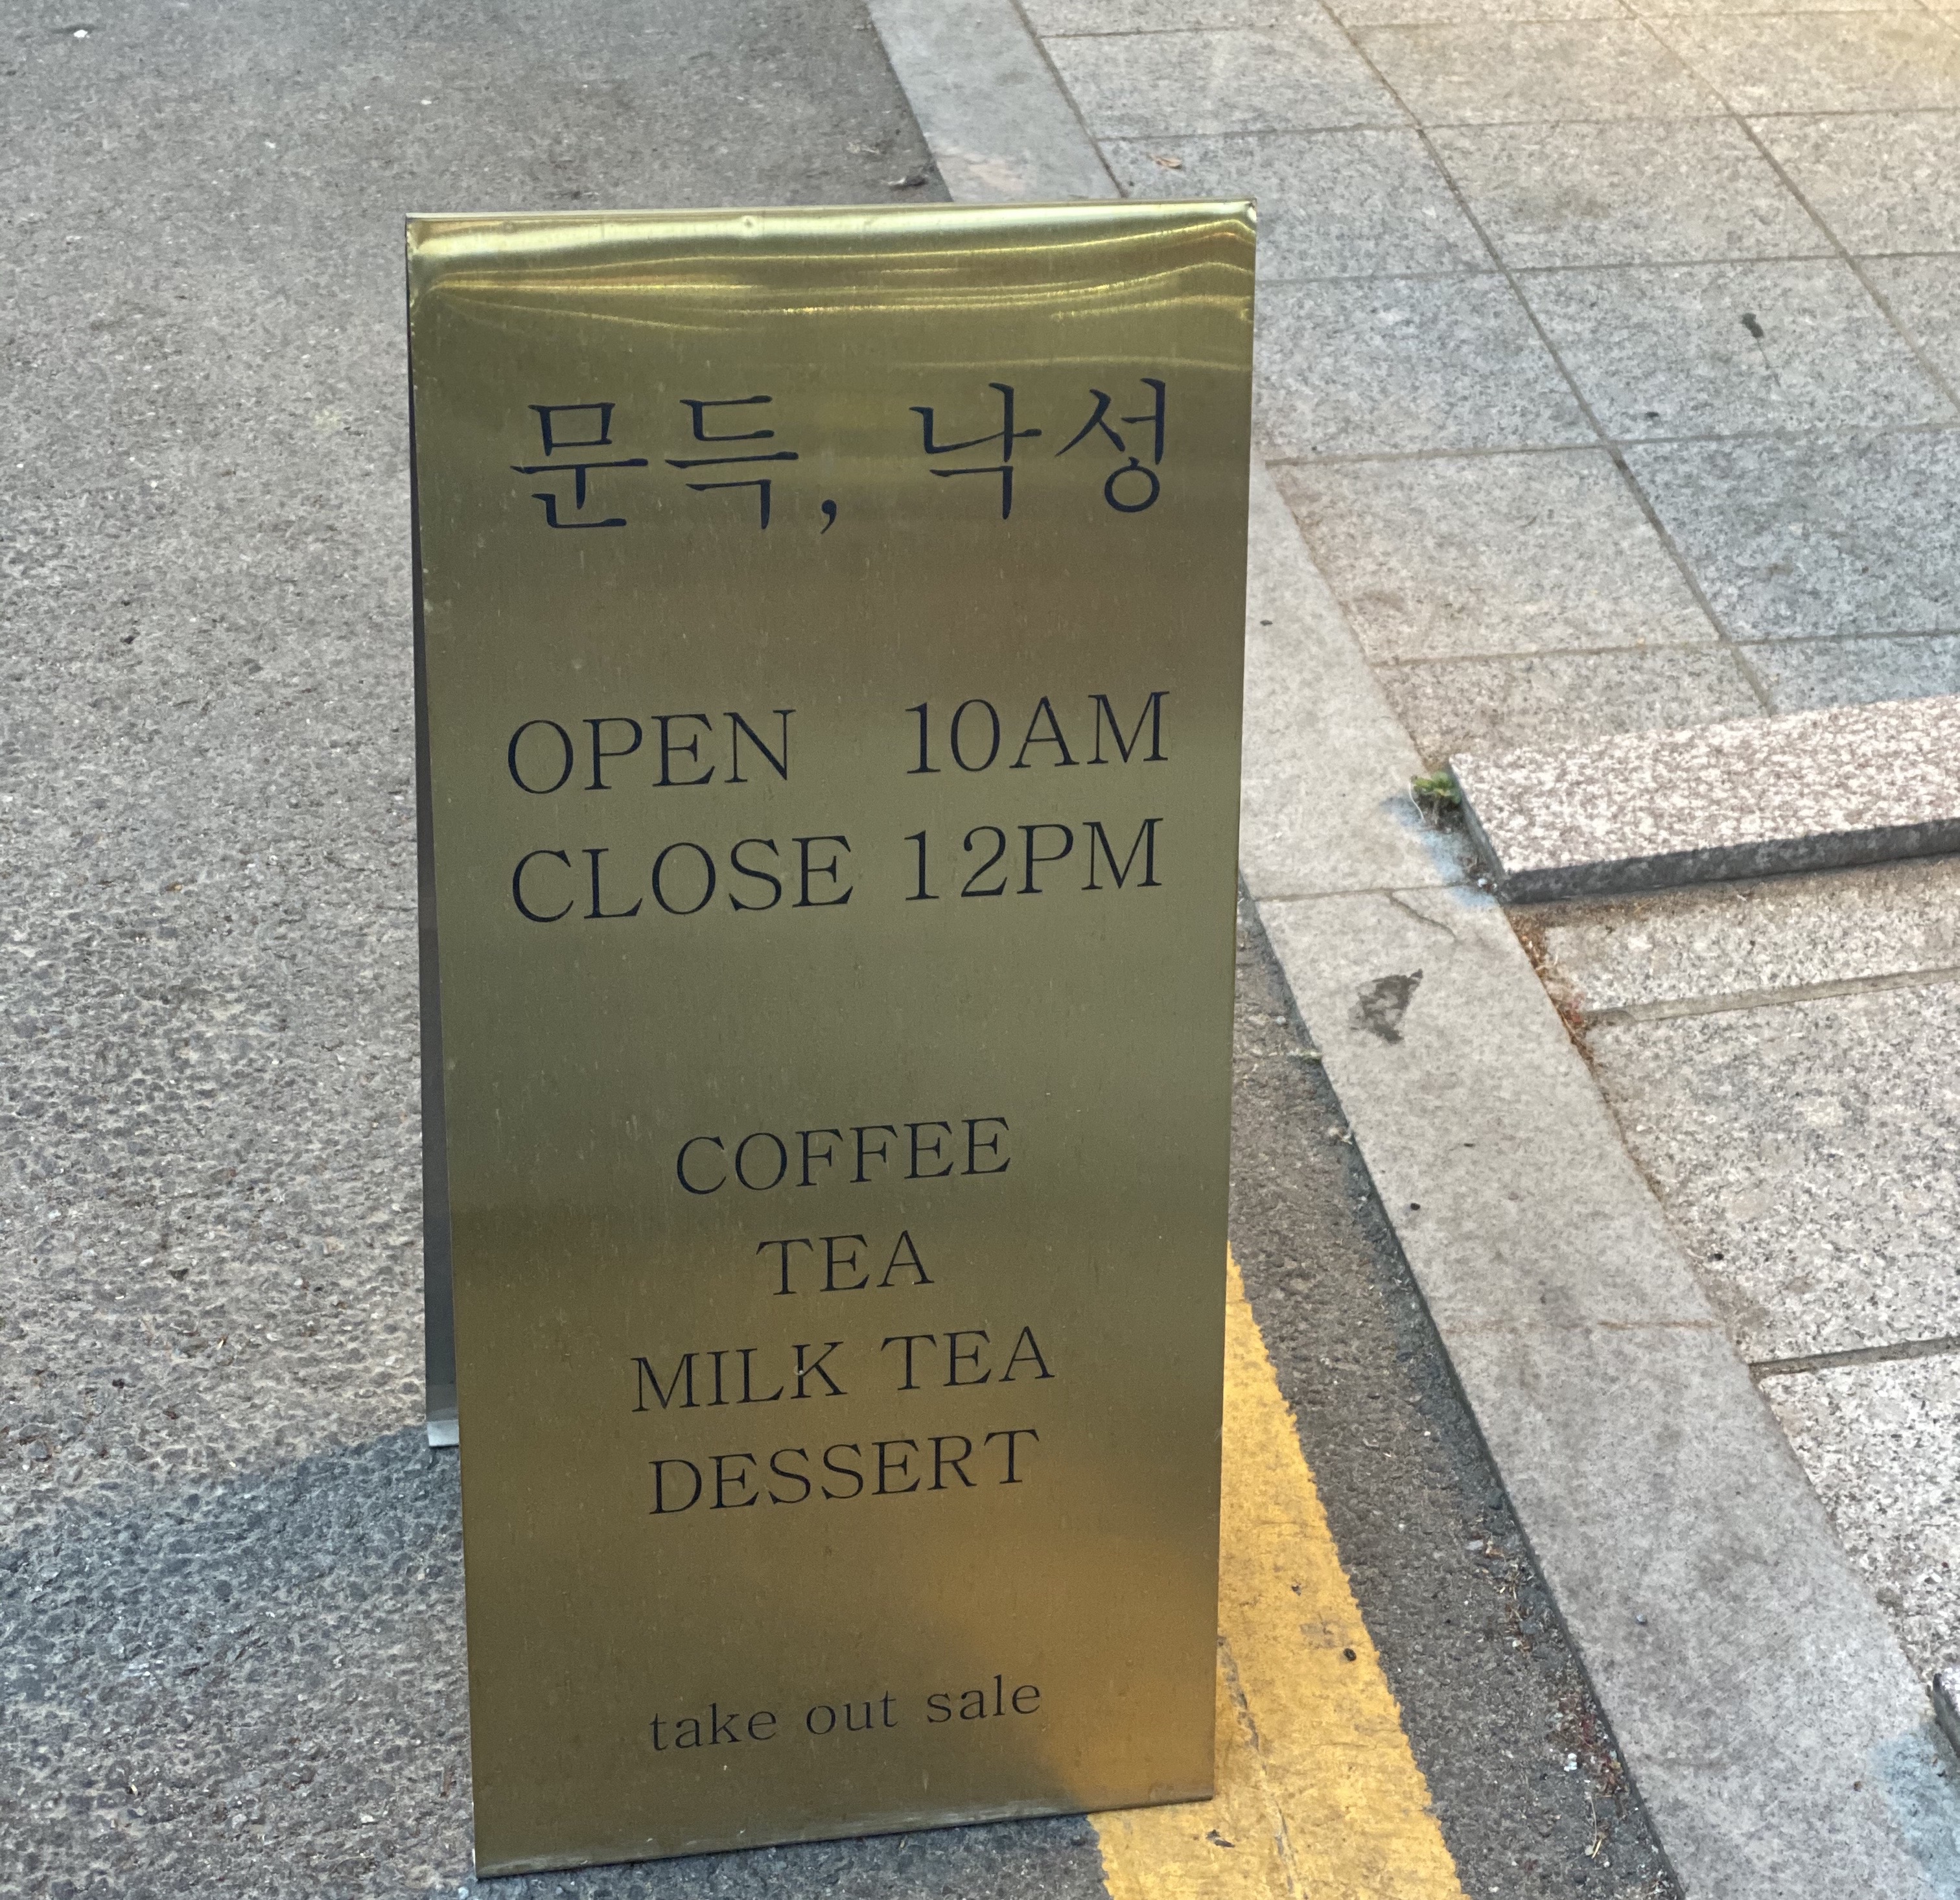 문득, 낙성
OPEN 10AM
CLOSE 12PM
COFFEE
TEA
MILK TEA
DESSERT
take out sale